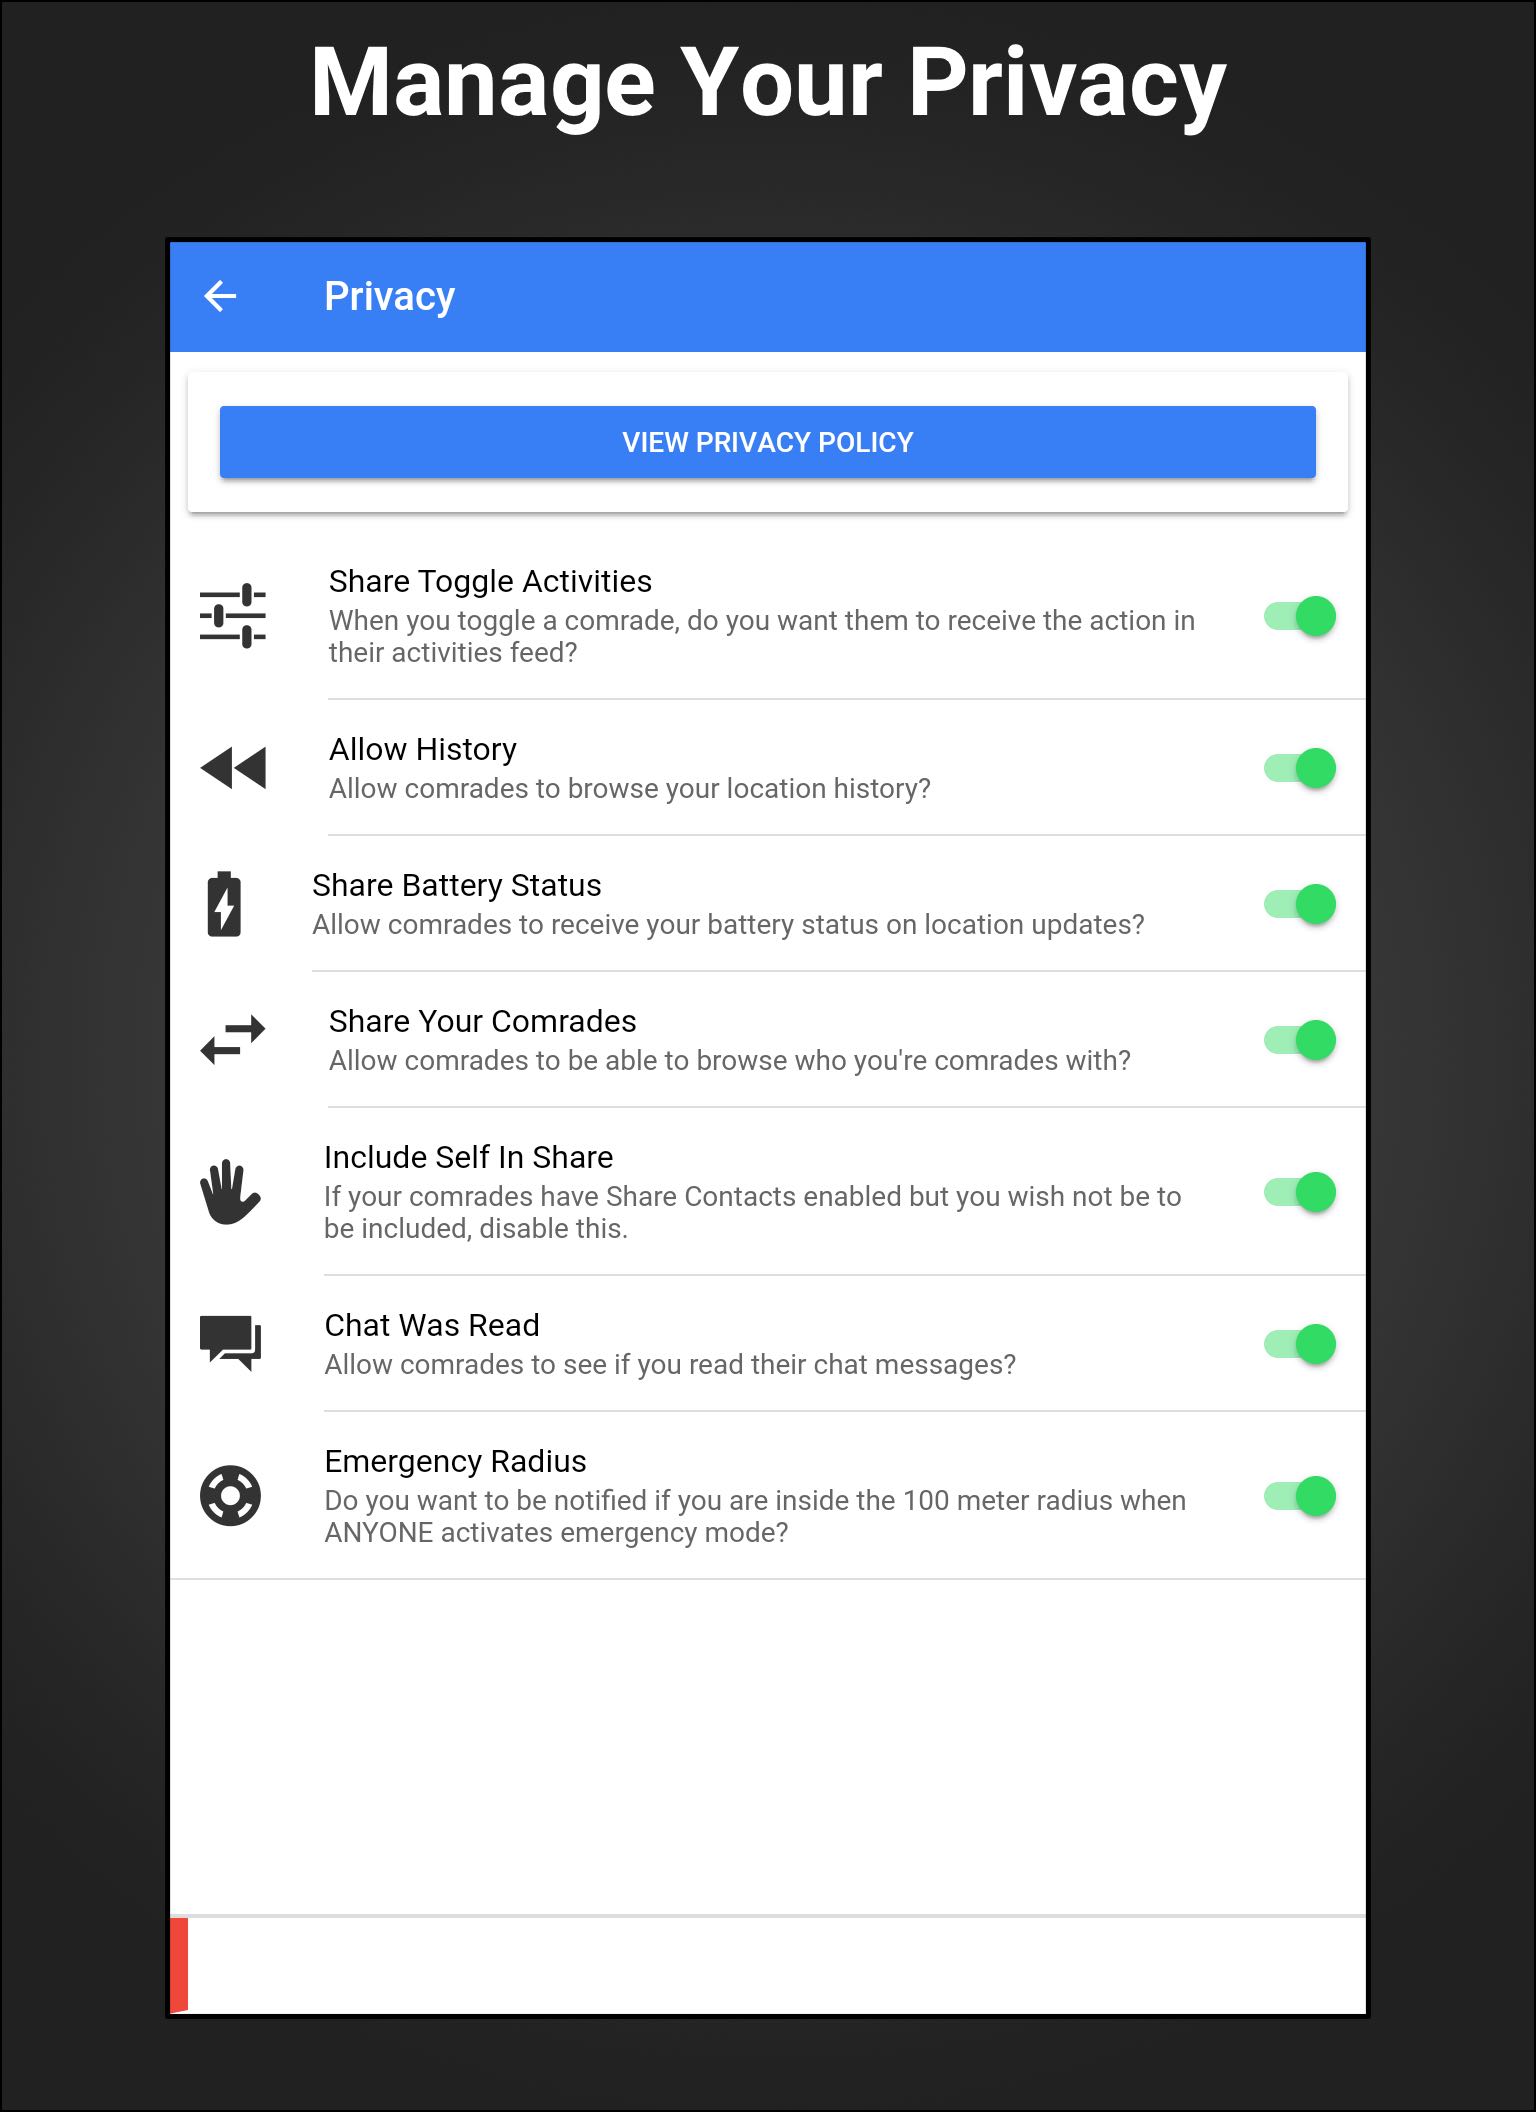 Manage Your Privacy
Privacy
VIEW PRIVACY POLICY
Share Toggle Activities
When you toggle a comrade, do you want them to receive the action in
their activities feed?
Allow History
Allow comrades to browse your location history?
Share Battery Status
Allow comrades to receive your battery status on location updates?
Share Your Comrades
Allow comrades to be able to browse who you're comrades with?
Include Self In Share
If your comrades have Share Contacts enabled but you wish not be to
be included, disable this.
Chat Was Read
Allow comrades to see if you read their chat messages?
Emergency Radius
Do you want to be notified if you are inside the 100 meter radius when
ANYONE activates emergency mode?